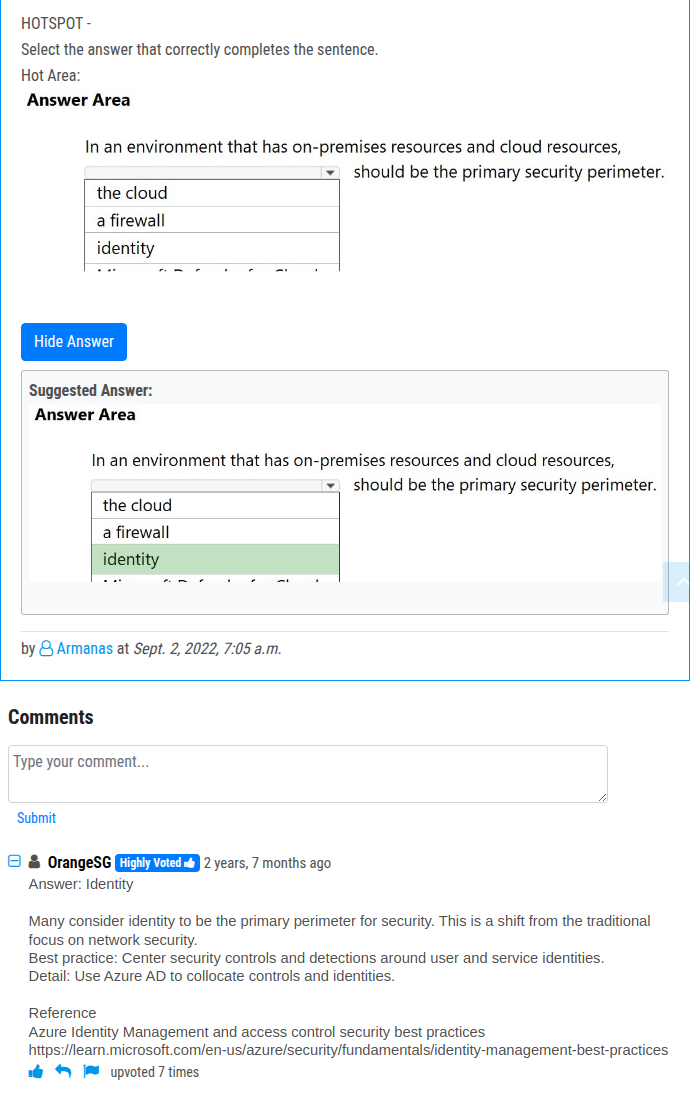 HOTSPOT -
Select the answer that correctly completes the sentence.
Hot Area:
Answer Area
In an environment that has on-premises resources and cloud resources,
should be the primary security perimeter.
the cloud
a firewall
identity
Hide Answer
Suggested Answer:
Answer Area
In an environment that has on-premises resources and cloud resources,
should be the primary security perimeter.
the cloud
a firewall
identity
by Armanas at Sept. 2, 2022, 7:05 a.m.
Comments
Type your comment...
Submit
OrangeSG Highly Voted 2 years, 7 months ago
Answer: Identity
Many consider identity to be the primary perimeter for security. This is a shift from the traditional
focus on network security.
Best practice: Center security controls and detections around user and service identities.
Detail: Use Azure AD to collocate controls and identities.
Reference
Azure Identity Management and access control security best practices
https://learn.microsoft.com/en-us/azure/security/fundamentals/identity-management-best-practices
upvoted 7 times